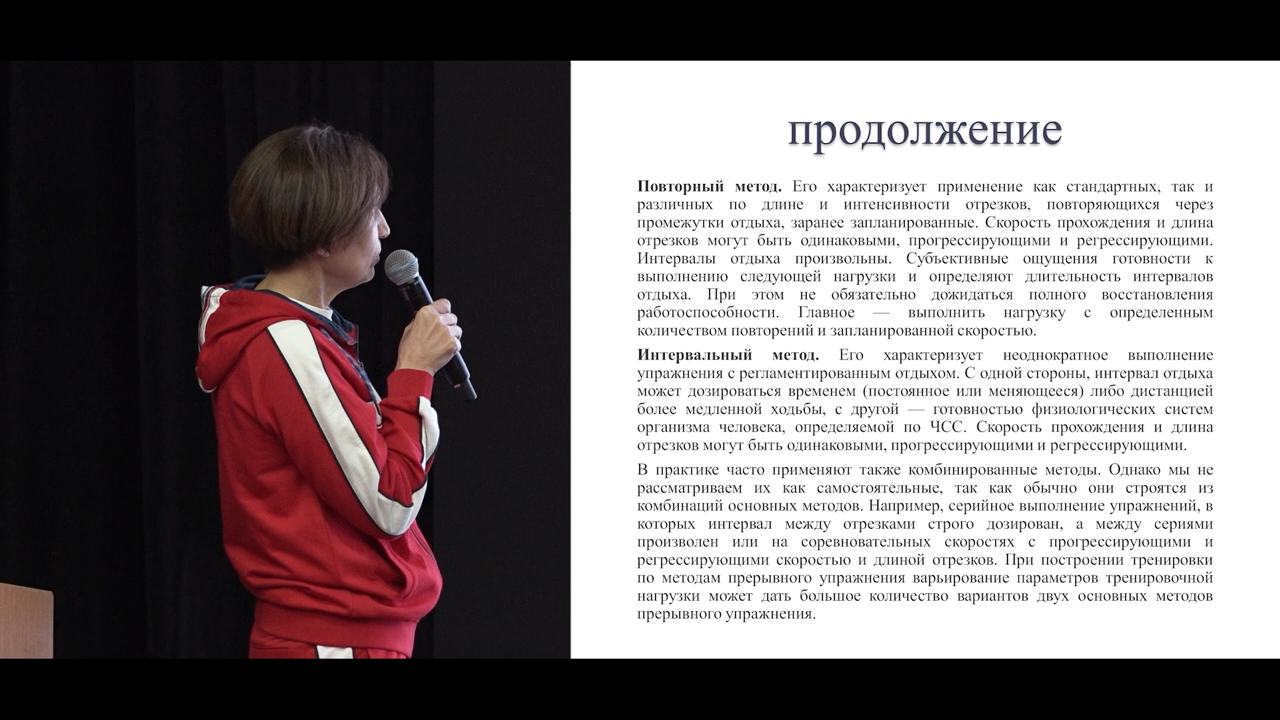 продолжение
Повторный метод. Его характеризует применение как стандартных, так и
различных по длине и интенсивности отрезков, повторяющихся через
промежутки отдыха, заранее запланированные. Скорость прохождения и длина
отрезков могут быть одинаковыми, прогрессирующими и регрессирующими.
Интервалы отдыха произвольны. Субъективные ощущения готовности к
выполнению следующей нагрузки и определяют длительность интервалов
отдыха. При этом не обязательно дожидаться полного восстановления
работоспособности. Главное — выполнить нагрузку с определенным
количеством повторений и запланированной скоростью.
Интервальный метод. Его характеризует неоднократное выполнение
упражнения с регламентированным отдыхом. С одной стороны, интервал отдыха
может дозироваться временем (постоянное или меняющееся) либо дистанцией
более медленной ходьбы, с другой — готовностью физиологических систем
организма человека, определяемой по ЧСС. Скорость прохождения и длина
отрезков могут быть одинаковыми, прогрессирующими и регрессирующими.
В практике часто применяют также комбинированные методы. Однако мы не
рассматриваем их как самостоятельные, так как обычно они строятся из
комбинаций основных методов. Например, серийное выполнение упражнений, в
которых интервал между отрезками строго дозирован, а между сериями
произволен или на соревновательных скоростях с прогрессирующими и
регрессирующими скоростью и длиной отрезков. При построении тренировки
по методам прерывного упражнения варьирование параметров тренировочной
нагрузки может дать большое количество вариантов двух основных методов
прерывного упражнения.